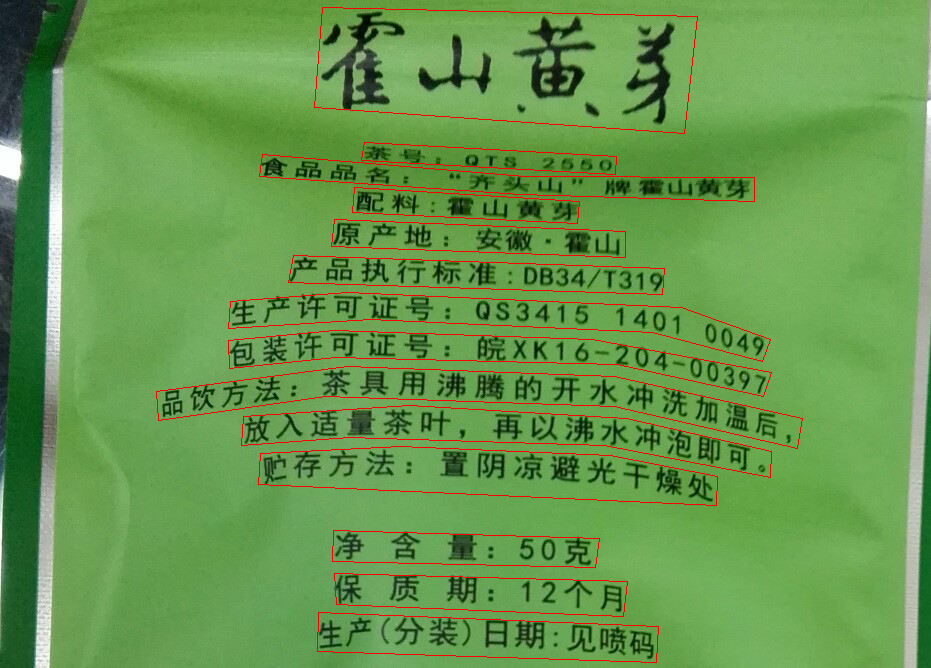 霍山黄芽
茶号：QTS 2550
食品品名："齐头山"牌霍山黄芽
配料：霍山黄芽
原产地：安徽·霍山
产品执行标准：DB34/T319
生产许可证号：QS3415 1401 0049
包装许可证号：皖XK16-204-00397
品饮方法：茶具用沸腾的开水冲洗加温后，
放入适量茶叶，再以沸水冲泡即可。
贮存方法：置阴凉避光干燥处
净含量：50克
保质期：12个月
生产(分装)日期：见喷码